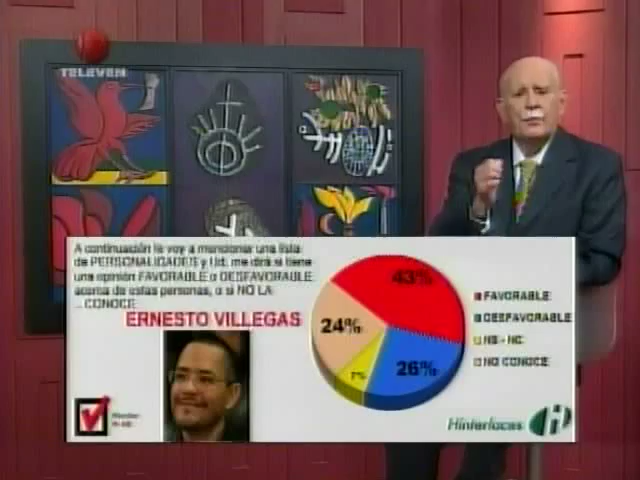 TELEVEN
A continuación le voy a mencionar una lista
de PERSONALIDADES y Ud. me dirá si tiene
una opinión FAVORABLE o DESFAVORABLE
acerca de estas personas, o si NO LA
...CONOCE
ERNESTO VILLEGAS
43%
24%
7%
26%
FAVORABLE
DESFAVORABLE
NS - NC
NO CONOCE
Monitor
Hinterlaces